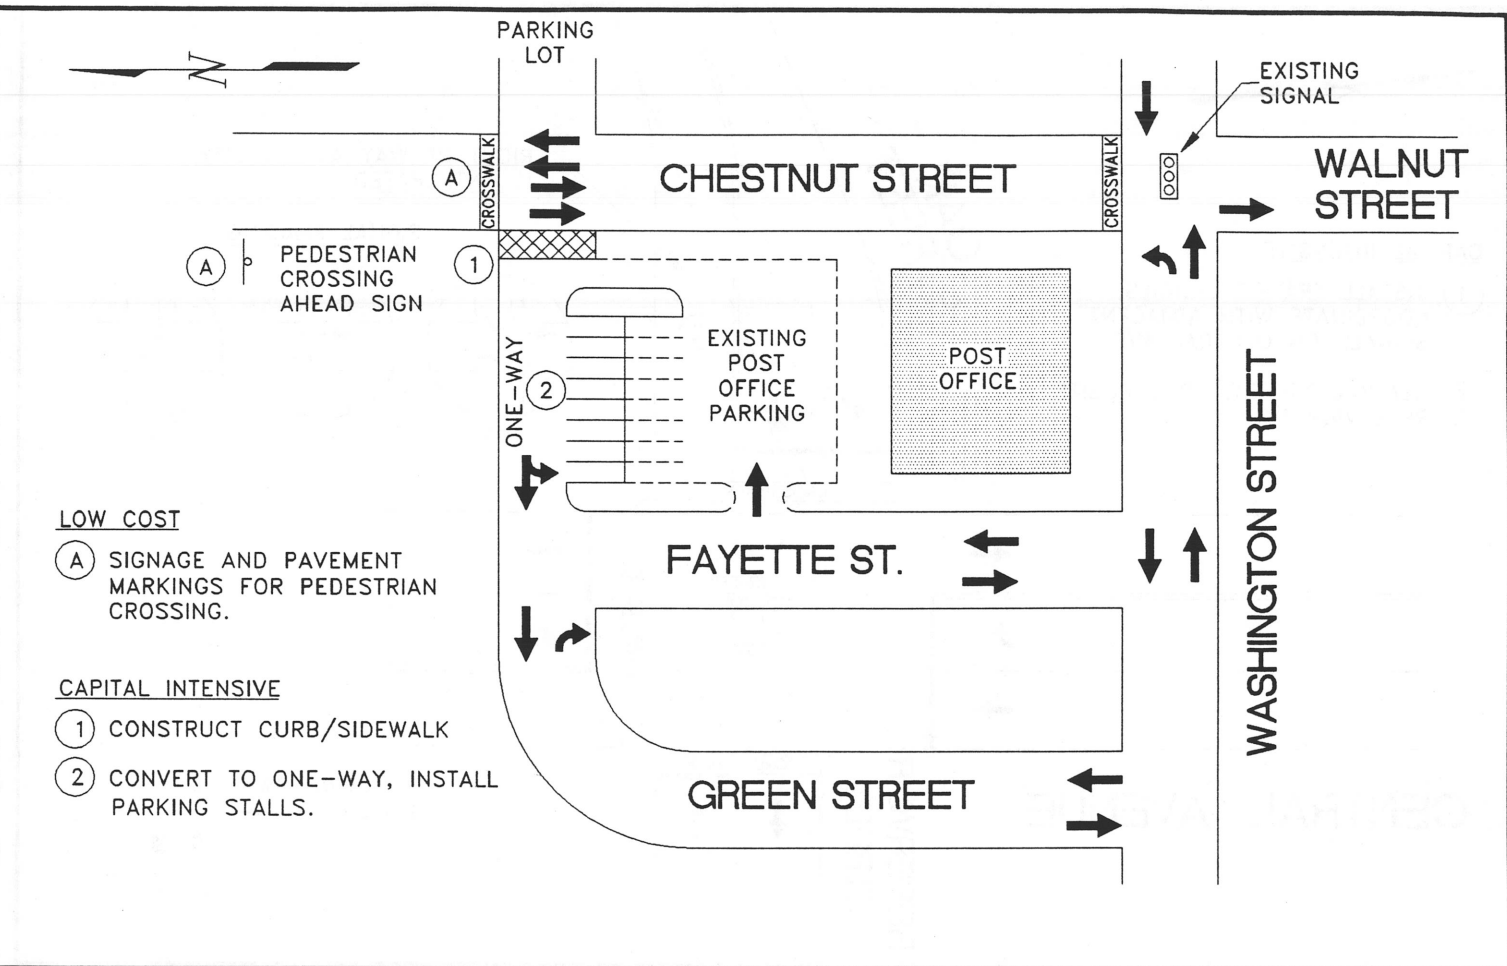 PARKING
LOT
N
EXISTING
SIGNAL
CROSSWALK
A
CHESTNUT STREET
CROSSWALK
WALNUT
STREET
A
PEDESTRIAN
CROSSING
AHEAD SIGN
1
ONE-WAY
2
EXISTING
POST
OFFICE
PARKING
POST
OFFICE
WASHINGTON STREET
LOW COST
A SIGNAGE AND PAVEMENT
MARKINGS FOR PEDESTRIAN
CROSSING.
FAYETTE ST.
CAPITAL INTENSIVE
1 CONSTRUCT CURB/SIDEWALK
2 CONVERT TO ONE-WAY, INSTALL
PARKING STALLS.
GREEN STREET